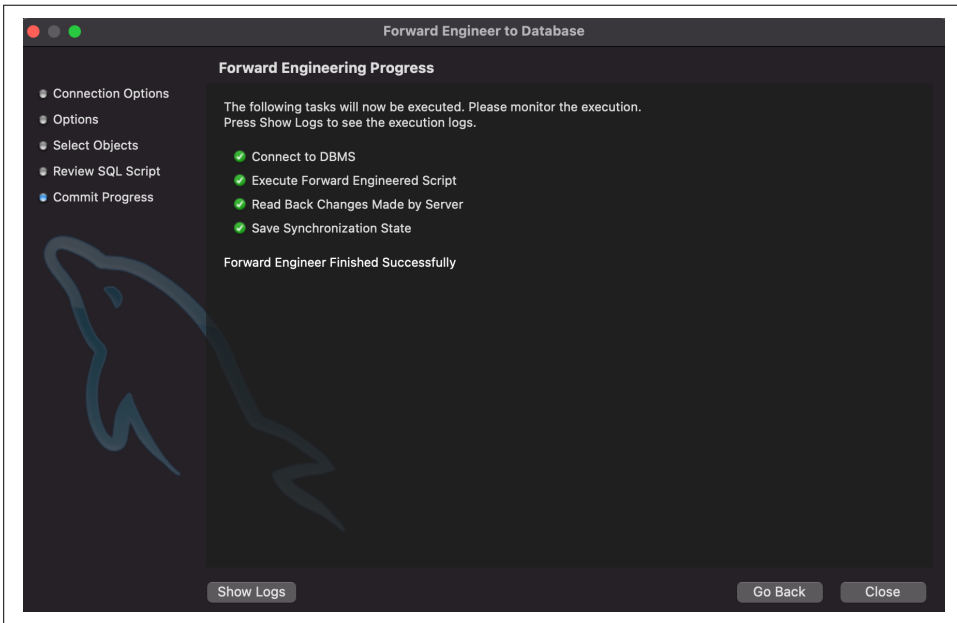 Forward Engineer to Database
Forward Engineering Progress
Connection Options
Options
Select Objects
Review SQL Script
Commit Progress
The following tasks will now be executed. Please monitor the execution.
Press Show Logs to see the execution logs.
Connect to DBMS
Execute Forward Engineered Script
Read Back Changes Made by Server
Save Synchronization State
Forward Engineer Finished Successfully
Show Logs
Go Back
Close